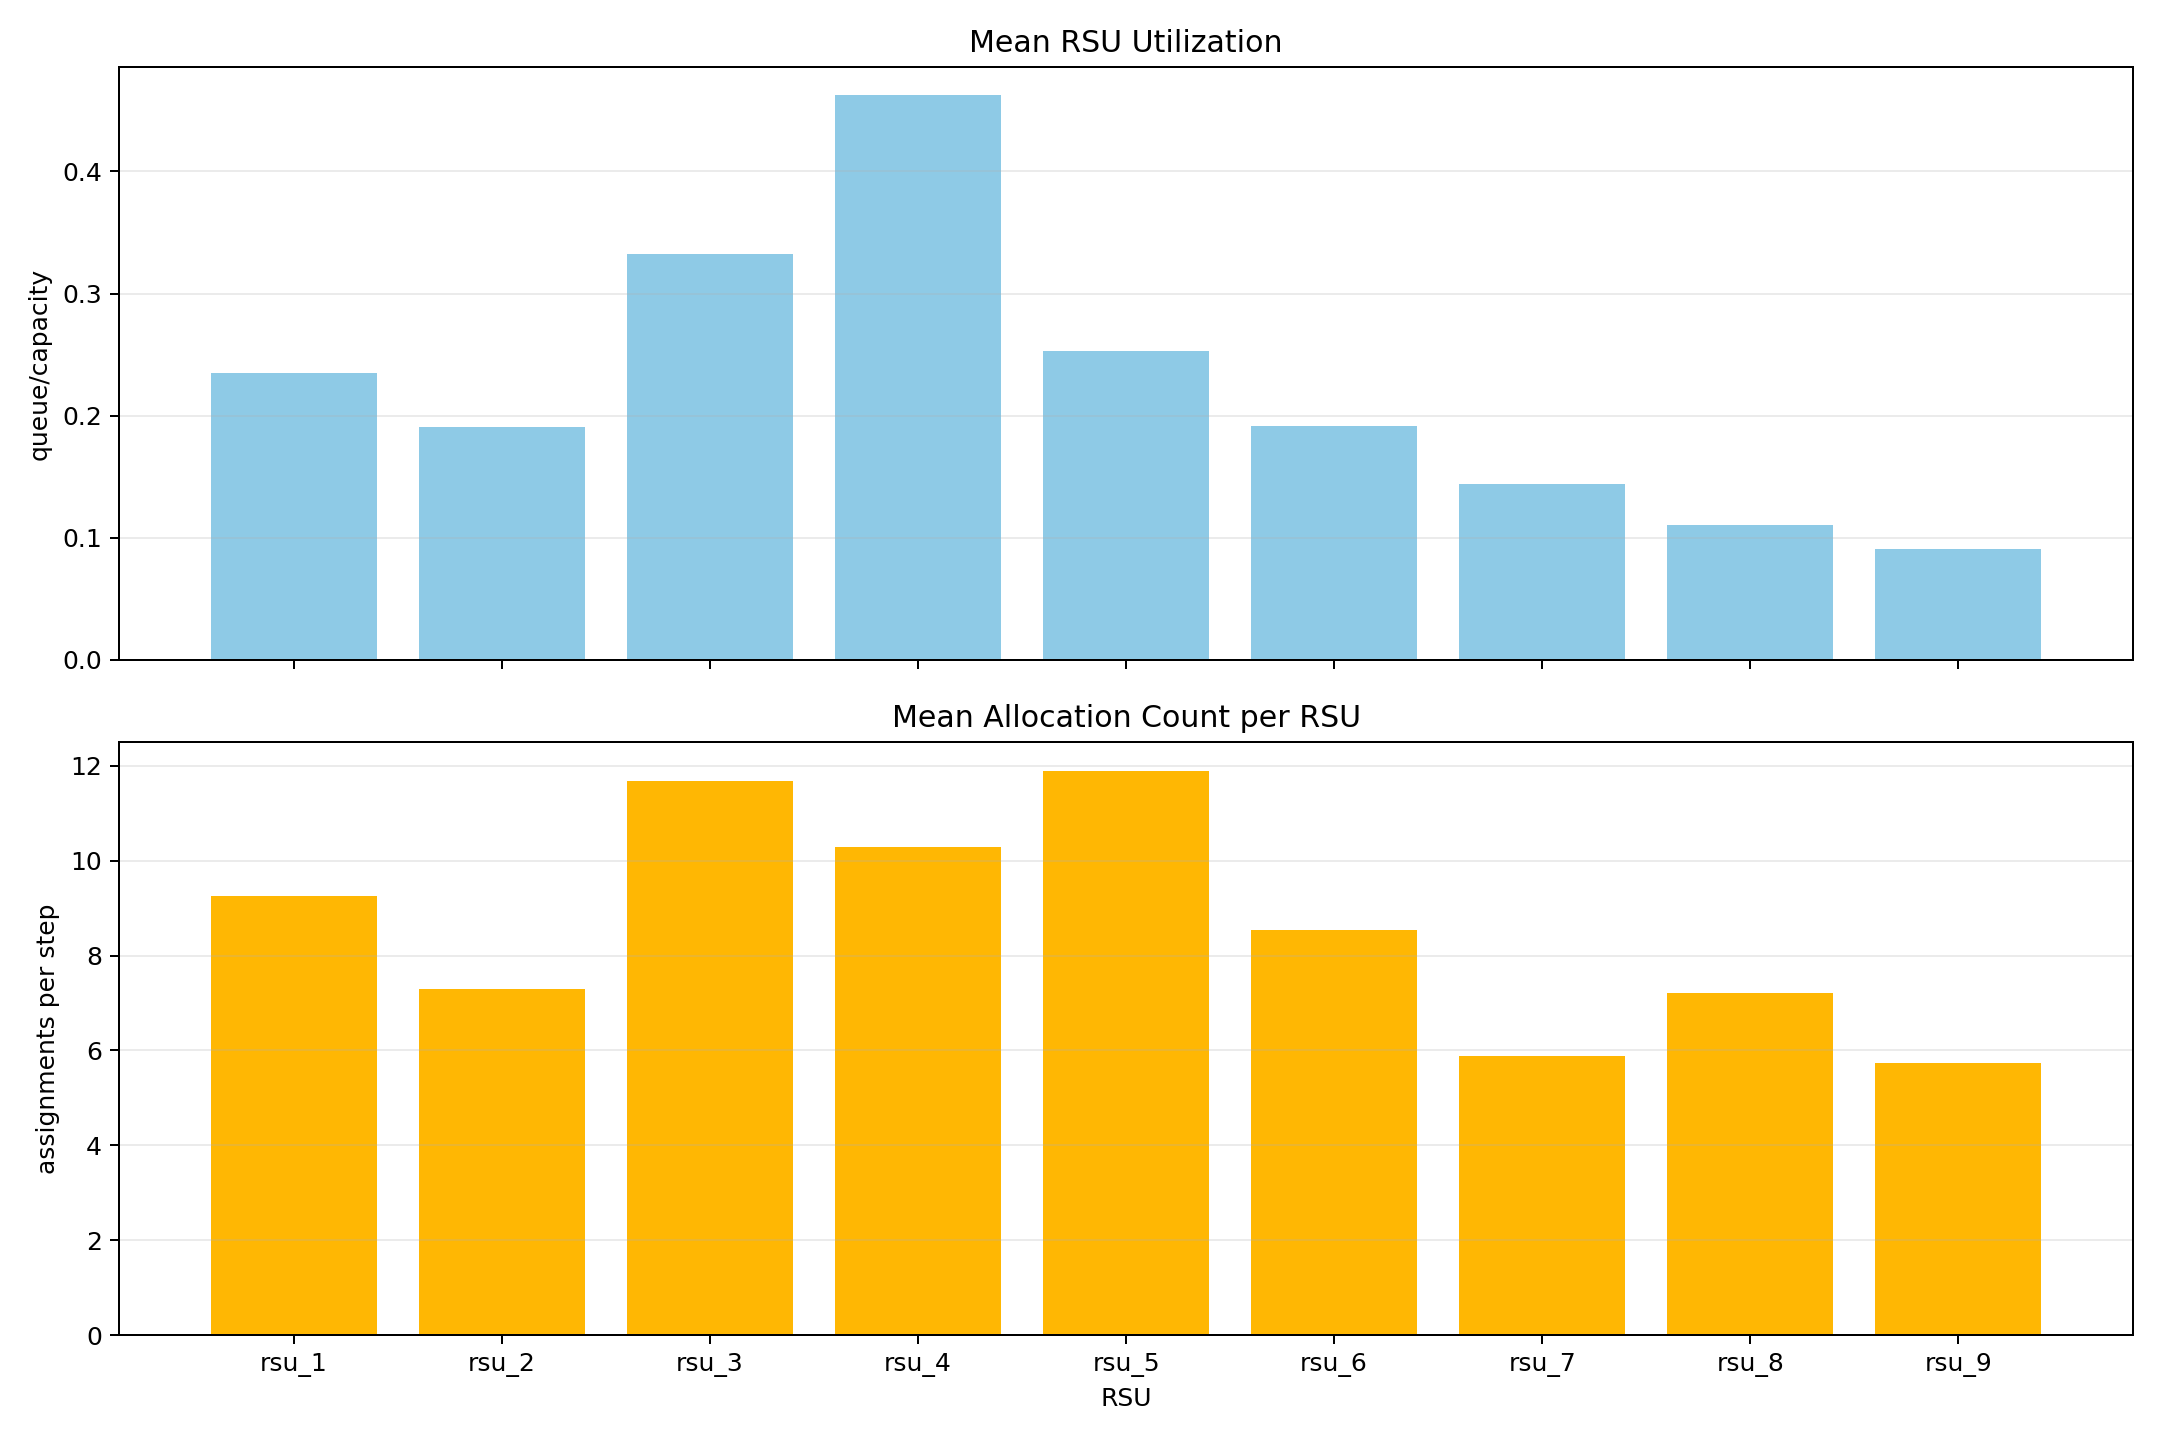 Mean RSU Utilization
queue/capacity
0.4
0.3
0.2
0.1
0.0
Mean Allocation Count per RSU
assignments per step
12
10
8
6
4
2
0
rsu_1 rsu_2 rsu_3 rsu_4 rsu_5 rsu_6 rsu_7 rsu_8 rsu_9
RSU